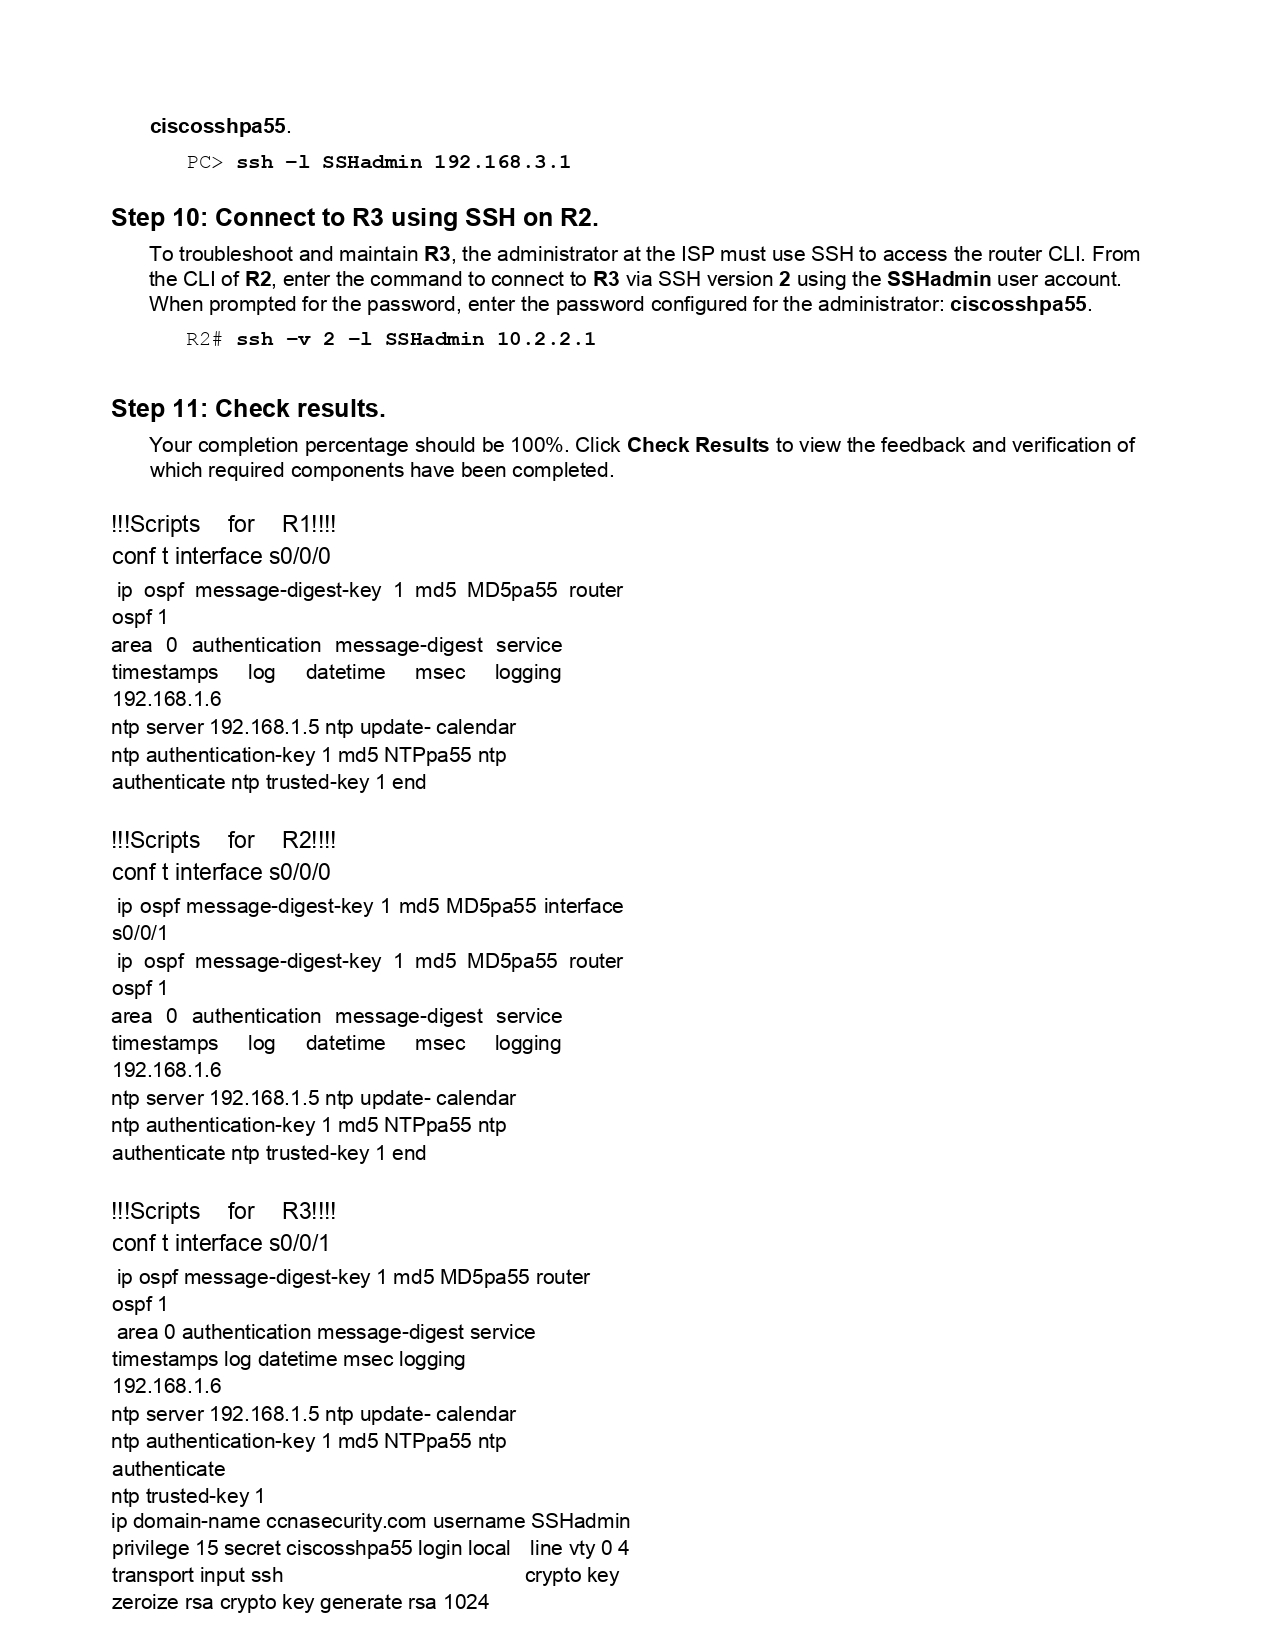 ciscosshpa55.
PC> ssh –l SSHadmin 192.168.3.1
Step 10: Connect to R3 using SSH on R2.
To troubleshoot and maintain R3, the administrator at the ISP must use SSH to access the router CLI. From
the CLI of R2, enter the command to connect to R3 via SSH version 2 using the SSHadmin user account.
When prompted for the password, enter the password configured for the administrator: ciscosshpa55.
R2# ssh –v 2 –l SSHadmin 10.2.2.1
Step 11: Check results.
Your completion percentage should be 100%. Click Check Results to view the feedback and verification of
which required components have been completed.
!!!Scripts for R1!!!!
conf t interface s0/0/0
ip ospf message-digest-key 1 md5 MD5pa55 router
ospf 1
area 0 authentication message-digest service
timestamps log datetime msec logging
192.168.1.6
ntp server 192.168.1.5 ntp update- calendar
ntp authentication-key 1 md5 NTPpa55 ntp
authenticate ntp trusted-key 1 end
!!!Scripts for R2!!!!
conf t interface s0/0/0
ip ospf message-digest-key 1 md5 MD5pa55 interface
s0/0/1
ip ospf message-digest-key 1 md5 MD5pa55 router
ospf 1
area 0 authentication message-digest service
timestamps log datetime msec logging
192.168.1.6
ntp server 192.168.1.5 ntp update- calendar
ntp authentication-key 1 md5 NTPpa55 ntp
authenticate ntp trusted-key 1 end
!!!Scripts for R3!!!!
conf t interface s0/0/1
ip ospf message-digest-key 1 md5 MD5pa55 router
ospf 1
area 0 authentication message-digest service
timestamps log datetime msec logging
192.168.1.6
ntp server 192.168.1.5 ntp update- calendar
ntp authentication-key 1 md5 NTPpa55 ntp
authenticate
ntp trusted-key 1
ip domain-name ccnasecurity.com username SSHadmin
privilege 15 secret ciscosshpa55 login local line vty 0 4
transport input ssh crypto key
zeroize rsa crypto key generate rsa 1024